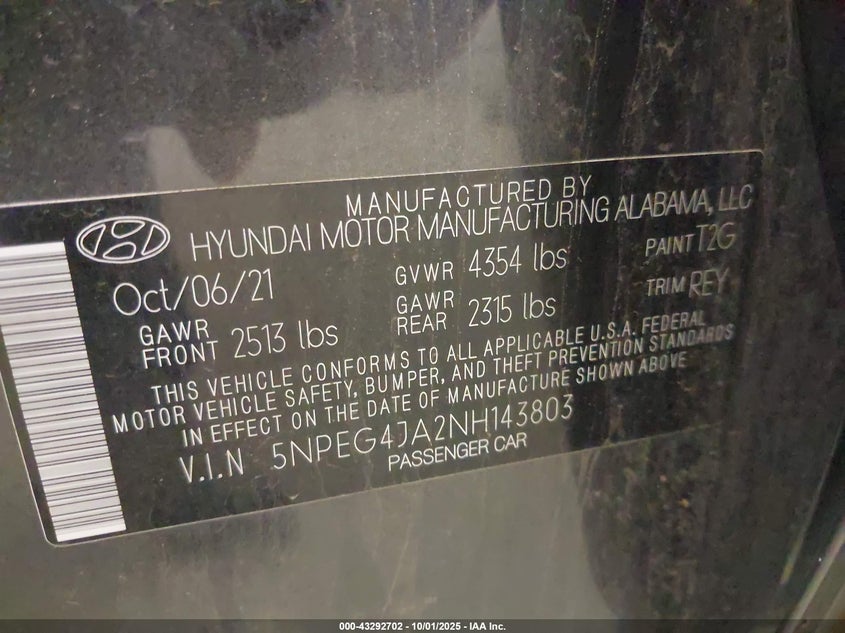 MANUFACTURED BY
HYUNDAI MOTOR MANUFACTURING ALABAMA, LLC
Oct/06/21 GVWR 4354 lbs PAINT T2G
GAWR FRONT 2513 lbs GAWR REAR 2315 lbs TRIM REY
THIS VEHICLE CONFORMS TO ALL APPLICABLE U.S.A. FEDERAL
MOTOR VEHICLE SAFETY, BUMPER, AND THEFT PREVENTION STANDARDS
IN EFFECT ON THE DATE OF MANUFACTURE SHOWN ABOVE
V.I.N 5NPEG4JA2NH143803
PASSENGER CAR
000-43292702 - 10/01/2025 - IAA Inc.